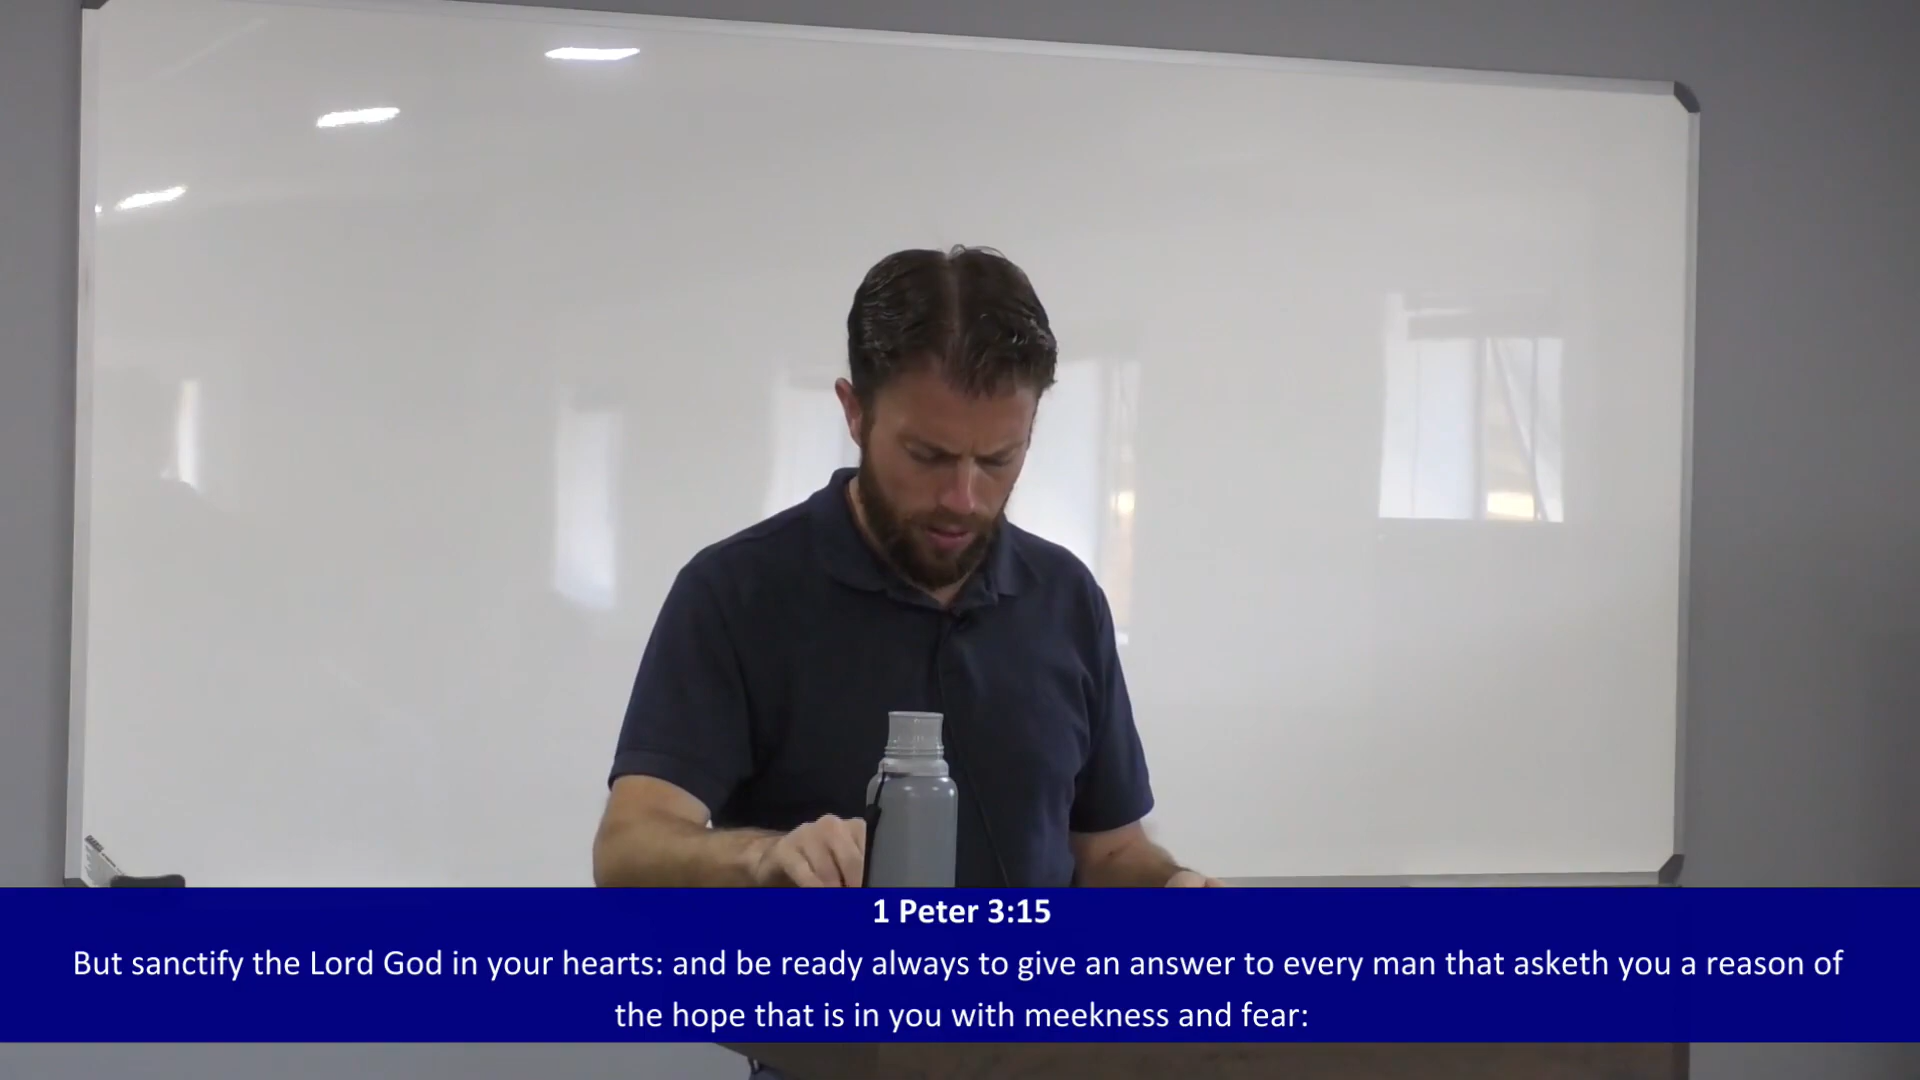 1 Peter 3:15
But sanctify the Lord God in your hearts: and be ready always to give an answer to every man that asketh you a reason of
the hope that is in you with meekness and fear: